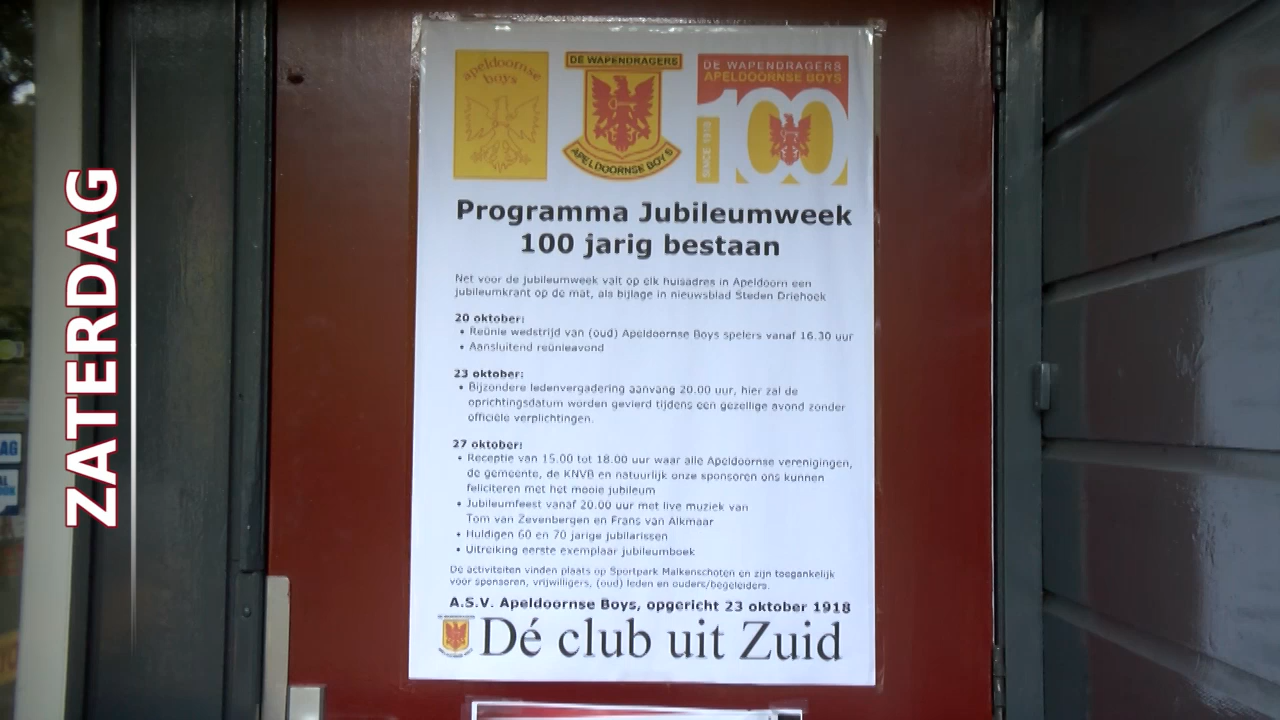 ZATERDAG
apeldoornse
boys
DE WAPENDRAGERS
APELDOORNSE BOYS
DE WAPENDRAGERS
APELDOORNSE BOYS
100
SINCE 1918
Programma Jubileumweek
100 jarig bestaan
Net voor de jubileumweek valt op elk huisadres in Apeldoorn een
jubileumkrant op de mat, als bijlage in nieuwsblad Steden Driehoek
20 oktober:
• Reünie wedstrijd van (oud) Apeldoornse Boys spelers vanaf 16.30 uur
• Aansluitend reünieavond
23 oktober:
• Bijzondere ledenvergadering aanvang 20.00 uur, hier zal de
oprichtingsdatum worden gevierd tijdens een gezellige avond zonder
officiële verplichtingen.
27 oktober:
• Receptie van 15.00 tot 18.00 uur waar alle Apeldoornse verenigingen,
de gemeente, de KNVB en natuurlijk onze sponsoren ons kunnen
feliciteren met het mooie jubileum
• Jubileumfeest vanaf 20.00 uur met live muziek van
Tom van Zevenbergen en Frans van Alkmaar
• Huldigen 60 en 70 jarige jubilarissen
• Uitreiking eerste exemplaar jubileumboek
De activiteiten vinden plaats op Sportpark Malkenschoten en zijn toegankelijk
voor sponsoren, vrijwilligers, (oud) leden en ouders/begeleiders.
A.S.V. Apeldoornse Boys, opgericht 23 oktober 1918
Dé club uit Zuid